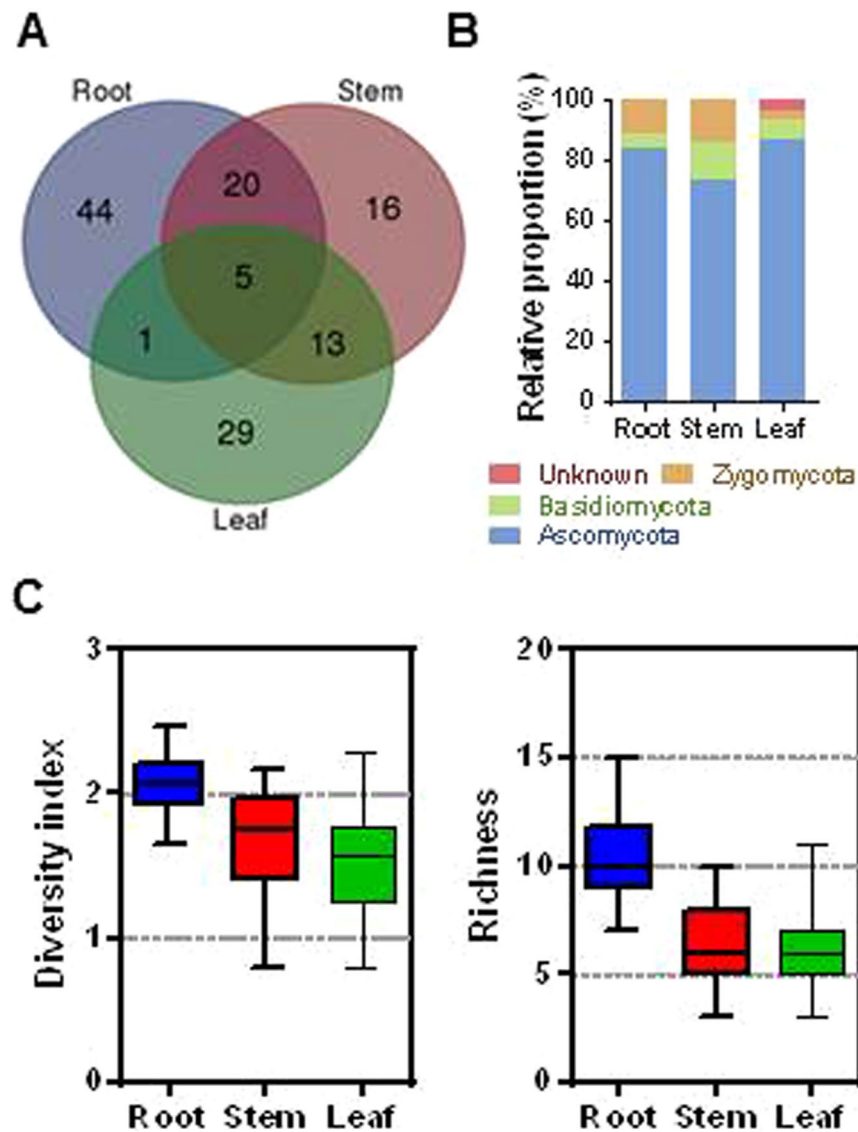 A
Root
Stem
44
20
16
5
1
13
29
Leaf
B
Relative proportion (%)
100
80
60
40
20
0
Root Stem Leaf
Unknown Zygomycota
Basidiomycota
Ascomycota
C
Diversity index
3
2
1
0
Root Stem Leaf
Richness
20
15
10
5
0
Root Stem Leaf